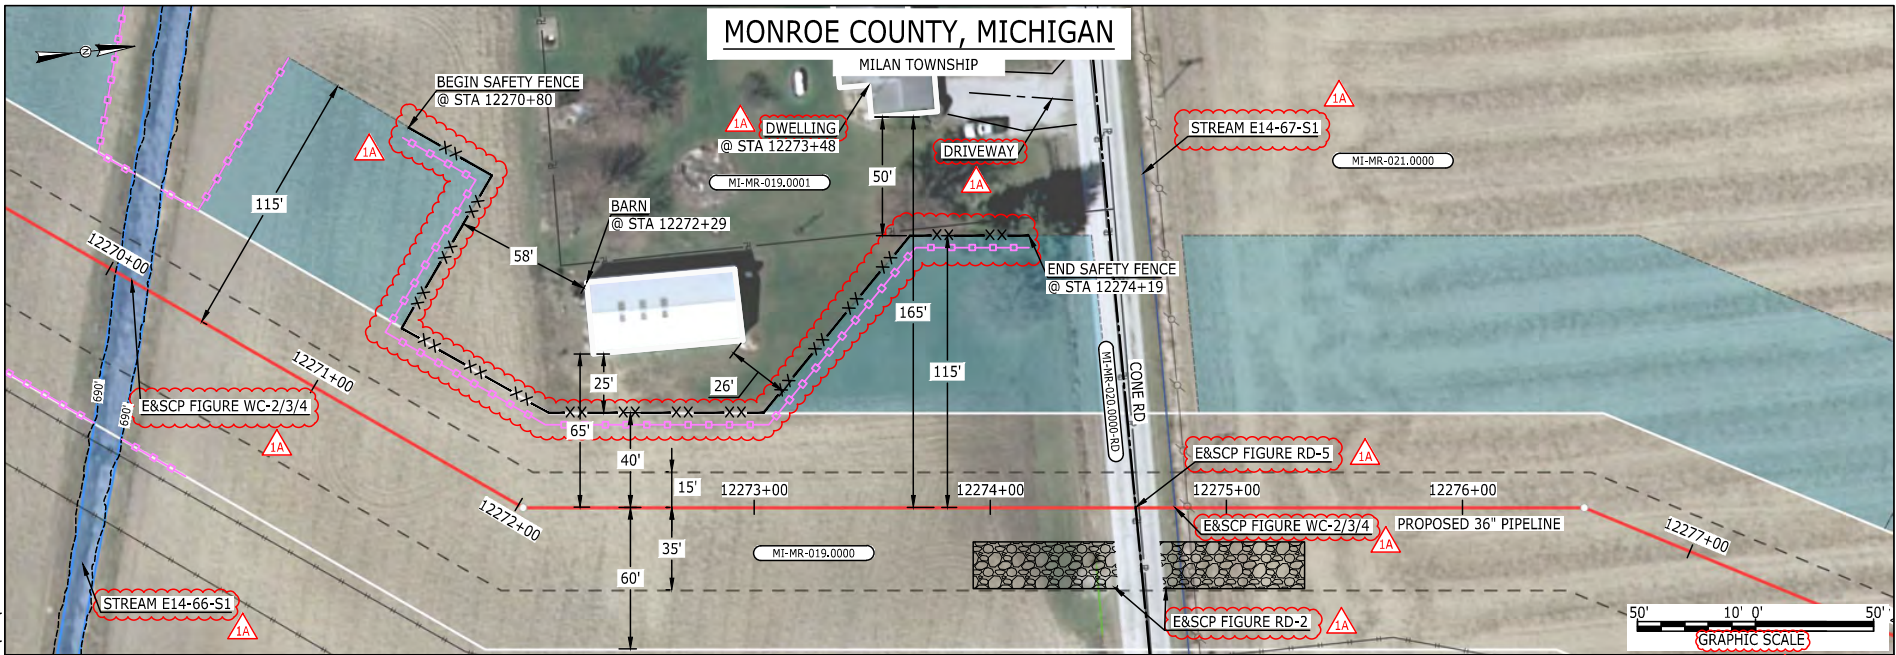 MONROE COUNTY, MICHIGAN
MILAN TOWNSHIP
N
BEGIN SAFETY FENCE
@ STA 12270+80
1A
1A
DWELLING
@ STA 12273+48
DRIVEWAY
1A
1A
STREAM E14-67-S1
MI-MR-021.0000
MI-MR-019.0001
50'
115'
BARN
@ STA 12272+29
58'
12270+00
END SAFETY FENCE
@ STA 12274+19
165'
115'
12271+00
25'
26'
MI-MR-020.0000-RD
CONE RD
690'
690'
E&SCP FIGURE WC-2/3/4
1A
65'
40'
15'
E&SCP FIGURE RD-5
1A
12272+00
12273+00
12274+00
12275+00
12276+00
E&SCP FIGURE WC-2/3/4
1A
PROPOSED 36" PIPELINE
12277+00
35'
60'
MI-MR-019.0000
STREAM E14-66-S1
1A
E&SCP FIGURE RD-2
1A
50' 10' 0' 50'
GRAPHIC SCALE